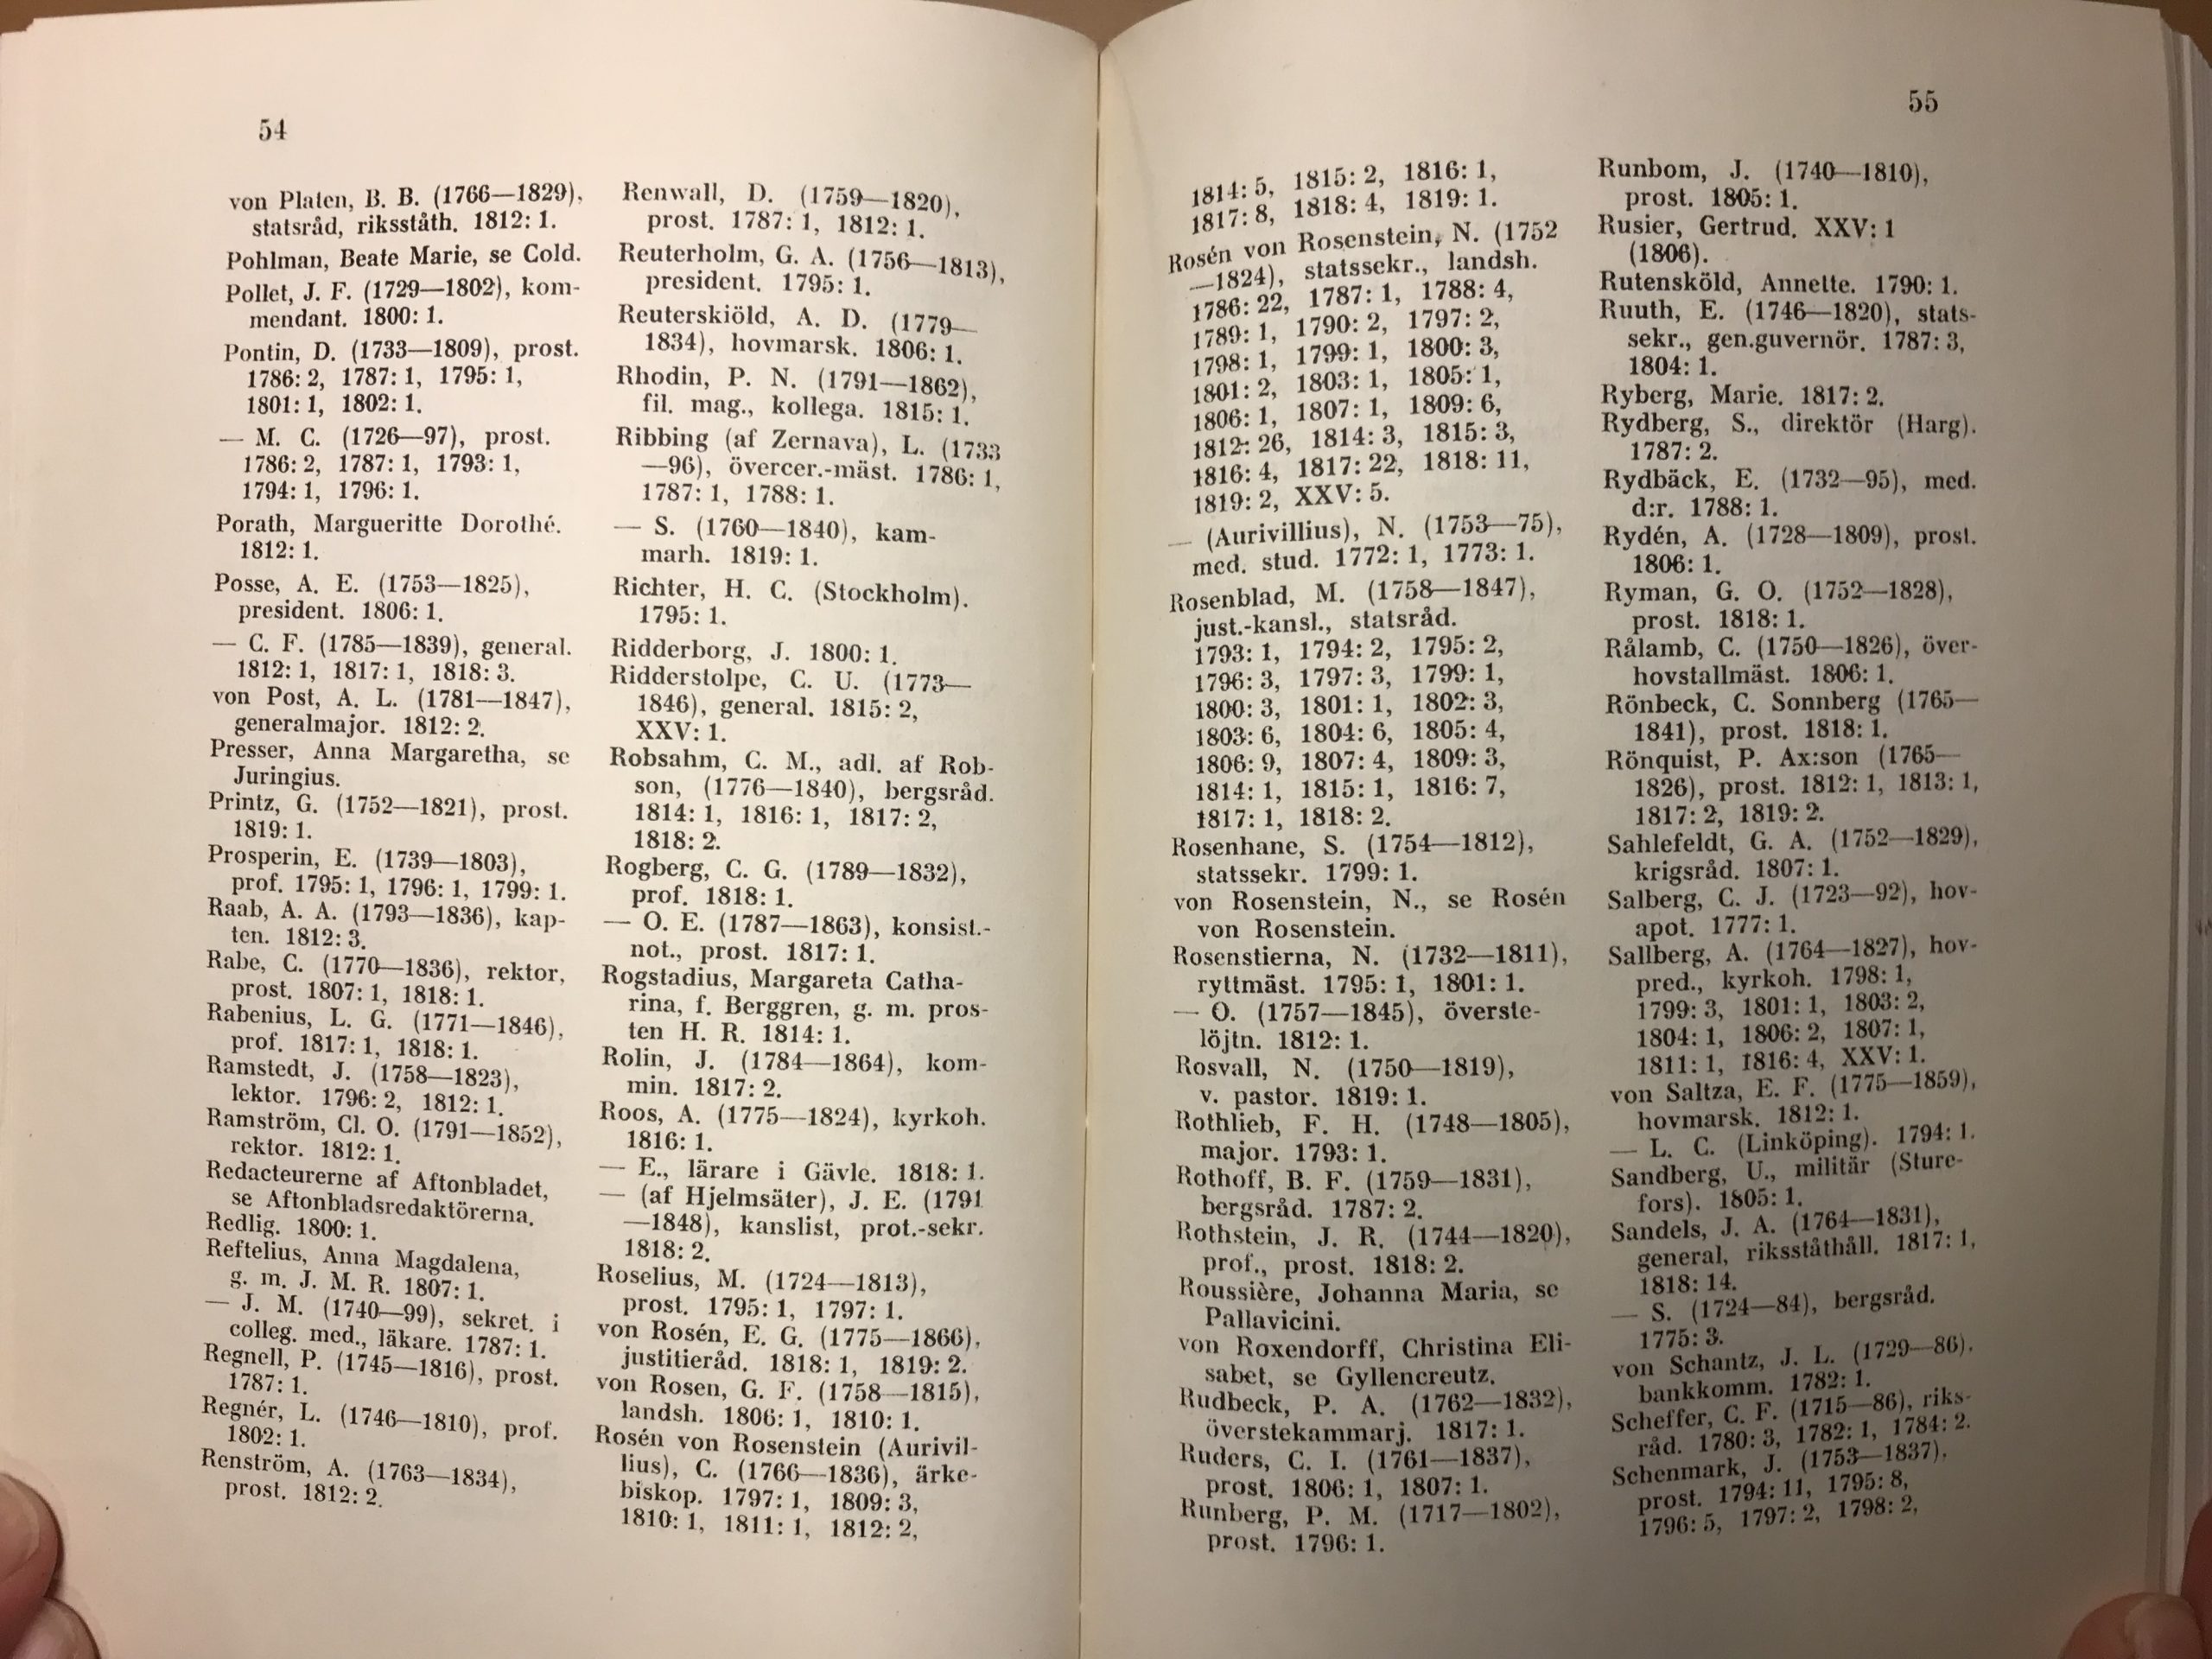 54
von Platen, B. B. (1766—1829),
statsråd, riksståth. 1812: 1.
Pohlman, Beate Marie, se Cold.
Pollet, J. F. (1729—1802), kom-
mendant. 1800: 1.
Pontin, D. (1733—1809), prost.
1786: 2, 1787: 1, 1795: 1,
1801: 1, 1802: 1.
— M. C. (1726—97), prost.
1786: 2, 1787: 1, 1793: 1,
1794: 1, 1796: 1.
Porath, Margueritte Dorothé.
1812: 1.
Posse, A. E. (1753—1825),
president. 1806: 1.
— C. F. (1785—1839), general.
1812: 1, 1817: 1, 1818: 3.
von Post, A. L. (1781—1847),
generalmajor. 1812: 2.
Presser, Anna Margaretha, se
Juringius.
Printz, G. (1752—1821), prost.
1819: 1.
Prosperin, E. (1739—1803),
prof. 1795: 1, 1796: 1, 1799: 1.
Raab, A. A. (1793—1836), kap-
ten. 1812: 3.
Rabe, C. (1770—1836), rektor,
prost. 1807: 1, 1818: 1.
Rabenius, L. G. (1771—1846),
prof. 1817: 1, 1818: 1.
Ramstedt, J. (1758—1823),
lektor. 1796: 2, 1812: 1.
Ramström, Cl. O. (1791—1852),
rektor. 1812: 1.
Redacteurerne af Aftonbladet,
se Aftonbladsredaktörerna.
Redlig. 1800: 1.
Reftelius, Anna Magdalena,
g. m. J. M. R. 1807: 1.
— J. M. (1740—99), sekret. i
colleg. med., läkare. 1787: 1.
Regnell, P. (1745—1816), prost.
1787: 1.
Regnér, L. (1746—1810), prof.
1802: 1.
Renström, A. (1763—1834),
prost. 1812: 2.
Renwall, D. (1759—1820),
prost. 1787: 1, 1812: 1.
Reuterholm, G. A. (1756—1813),
president. 1795: 1.
Reuterskiöld, A. D. (1779—
1834), hovmarsk. 1806: 1.
Rhodin, P. N. (1791—1862),
fil. mag., kollega. 1815: 1.
Ribbing (af Zernava), L. (1733
—96), övercer.-mäst. 1786: 1,
1787: 1, 1788: 1.
— S. (1760—1840), kam-
marh. 1819: 1.
Richter, H. C. (Stockholm).
1795: 1.
Ridderborg, J. 1800: 1.
Ridderstolpe, C. U. (1773—
1846), general. 1815: 2,
XXV: 1.
Robsahm, C. M., adl. af Rob-
son, (1776—1840), bergsråd.
1814: 1, 1816: 1, 1817: 2,
1818: 2.
Rogberg, C. G. (1789—1832),
prof. 1818: 1.
— O. E. (1787—1863), konsist.-
not., prost. 1817: 1.
Rogstadius, Margareta Catha-
rina, f. Berggren, g. m. pros-
ten H. R. 1814: 1.
Rolin, J. (1784—1864), kom-
min. 1817: 2.
Roos, A. (1775—1824), kyrkoh.
1816: 1.
— E., lärare i Gävle. 1818: 1.
— (af Hjelmsäter), J. E. (1791
—1848), kanslist, prot.-sekr.
1818: 2.
Roselius, M. (1724—1813),
prost. 1795: 1, 1797: 1.
von Rosén, E. G. (1775—1866),
justitieråd. 1818: 1, 1819: 2.
von Rosen, G. F. (1758—1815),
landsh. 1806: 1, 1810: 1.
Rosén von Rosenstein (Aurivil-
lius), C. (1766—1836), ärke-
biskop. 1797: 1, 1809: 3,
1810: 1, 1811: 1, 1812: 2,
55
1814: 5, 1815: 2, 1816: 1,
1817: 8, 1818: 4, 1819: 1.
Rosén von Rosenstein, N. (1752
—1824), statssekr., landsh.
1786: 22, 1787: 1, 1788: 4,
1789: 1, 1790: 2, 1797: 2,
1798: 1, 1799: 1, 1800: 3,
1801: 2, 1803: 1, 1805: 1,
1806: 1, 1807: 1, 1809: 6,
1812: 26, 1814: 3, 1815: 3,
1816: 4, 1817: 22, 1818: 11,
1819: 2, XXV: 5.
— (Aurivillius), N. (1753—75),
med. stud. 1772: 1, 1773: 1.
Rosenblad, M. (1758—1847),
just.-kansl., statsråd.
1793: 1, 1794: 2, 1795: 2,
1796: 3, 1797: 3, 1799: 1,
1800: 3, 1801: 1, 1802: 3,
1803: 6, 1804: 6, 1805: 4,
1806: 9, 1807: 4, 1809: 3,
1814: 1, 1815: 1, 1816: 7,
1817: 1, 1818: 2.
Rosenhane, S. (1754—1812),
statssekr. 1799: 1.
von Rosenstein, N., se Rosén
von Rosenstein.
Rosenstierna, N. (1732—1811),
ryttmäst. 1795: 1, 1801: 1.
— O. (1757—1845), överste-
löjtn. 1812: 1.
Rosvall, N. (1750—1819),
v. pastor. 1819: 1.
Rothlieb, F. H. (1748—1805),
major. 1793: 1.
Rothoff, B. F. (1759—1831),
bergsråd. 1787: 2.
Rothstein, J. R. (1744—1820),
prof., prost. 1818: 2.
Roussière, Johanna Maria, se
Pallavicini.
von Roxendorff, Christina Eli-
sabet, se Gyllencreutz.
Rudbeck, P. A. (1762—1832),
överstekammarj. 1817: 1.
Ruders, C. I. (1761—1837),
prost. 1806: 1, 1807: 1.
Runberg, P. M. (1717—1802),
prost. 1796: 1.
Runbom, J. (1740—1810),
prost. 1805: 1.
Rusier, Gertrud. XXV: 1
(1806).
Rutensköld, Annette. 1790: 1.
Ruuth, E. (1746—1820), stats-
sekr., gen.guvernör. 1787: 3,
1804: 1.
Ryberg, Marie. 1817: 2.
Rydberg, S., direktör (Harg).
1787: 2.
Rydbäck, E. (1732—95), med.
d:r. 1788: 1.
Rydén, A. (1728—1809), prost.
1806: 1.
Ryman, G. O. (1752—1828),
prost. 1818: 1.
Rålamb, C. (1750—1826), över-
hovstallmäst. 1806: 1.
Rönbeck, C. Sonnberg (1765—
1841), prost. 1818: 1.
Rönquist, P. Ax:son (1765—
1826), prost. 1812: 1, 1813: 1,
1817: 2, 1819: 2.
Sahlefeldt, G. A. (1752—1829),
krigsråd. 1807: 1.
Salberg, C. J. (1723—92), hov-
apot. 1777: 1.
Sallberg, A. (1764—1827), hov-
pred., kyrkoh. 1798: 1,
1799: 3, 1801: 1, 1803: 2,
1804: 1, 1806: 2, 1807: 1,
1811: 1, 1816: 4, XXV: 1.
von Saltza, E. F. (1775—1859),
hovmarsk. 1812: 1.
— L. C. (Linköping). 1794: 1.
Sandberg, U., militär (Sture-
fors). 1805: 1.
Sandels, J. A. (1764—1831),
general, riksståthåll. 1817: 1,
1818: 14.
— S. (1724—84), bergsråd.
1775: 3.
von Schantz, J. L. (1729—86).
bankkomm. 1782: 1.
Scheffer, C. F. (1715—86), riks-
råd. 1780: 3, 1782: 1, 1784: 2.
Schenmark, J. (1753—1837).
prost. 1794: 11, 1795: 8,
1796: 5, 1797: 2, 1798: 2,